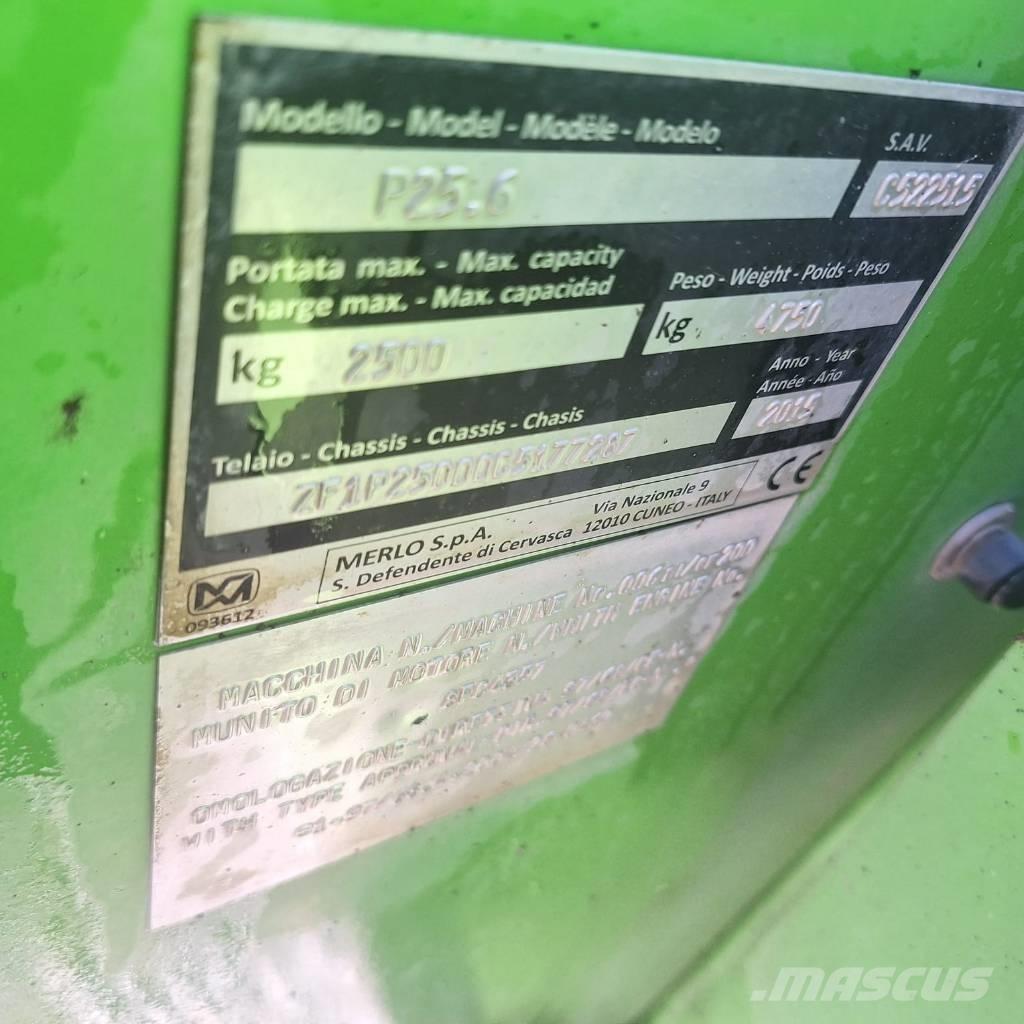 Modello - Model - Modèle - Modelo
S.A.V.
P25.6
C522515
Portata max. - Max. capacity
Charge max. - Max. capacidad
Peso - Weight - Poids - Peso
kg 2500
kg 4750
Anno - Year
Année - Año
2015
Telaio - Chassis - Chassis - Chasis
MERLO S.p.A.
Via Nazionale 9
S. Defendente di Cervasca 12010 CUNEO - ITALY
CE
093612
MACCHINA N./MACHINE No.
MUNITO DI MOTORE N./WITH ENGINE No.
OMOLOGAZIONE
WITH TYPE APPROVAL
MASCUS